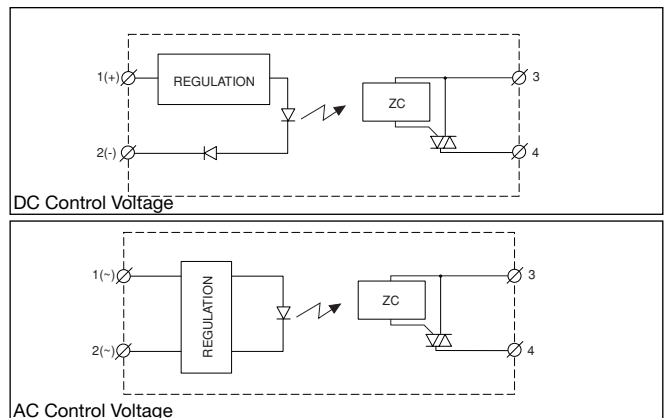 1(+)
REGULATION
ZC
3
2(-)
4
DC Control Voltage
1(~)
REGULATION
ZC
3
2(~)
4
AC Control Voltage